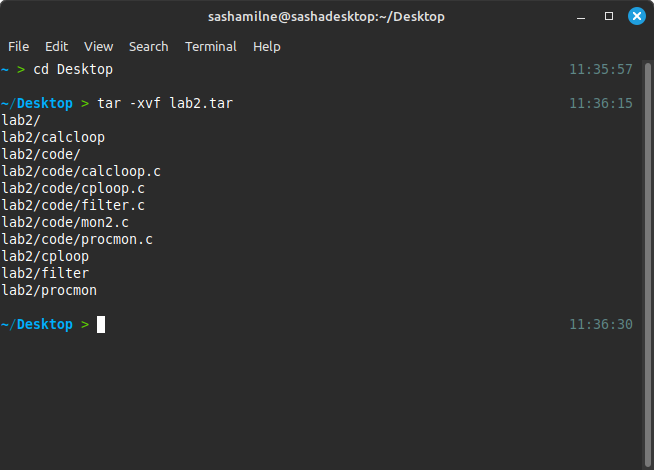 sashamilne@sashadesktop:~/Desktop
File Edit View Search Terminal Help
~ > cd Desktop 11:35:57
~/Desktop > tar -xvf lab2.tar 11:36:15
lab2/
lab2/calcloop
lab2/code/
lab2/code/calcloop.c
lab2/code/cploop.c
lab2/code/filter.c
lab2/code/mon2.c
lab2/code/procmon.c
lab2/cploop
lab2/filter
lab2/procmon
~/Desktop > 11:36:30